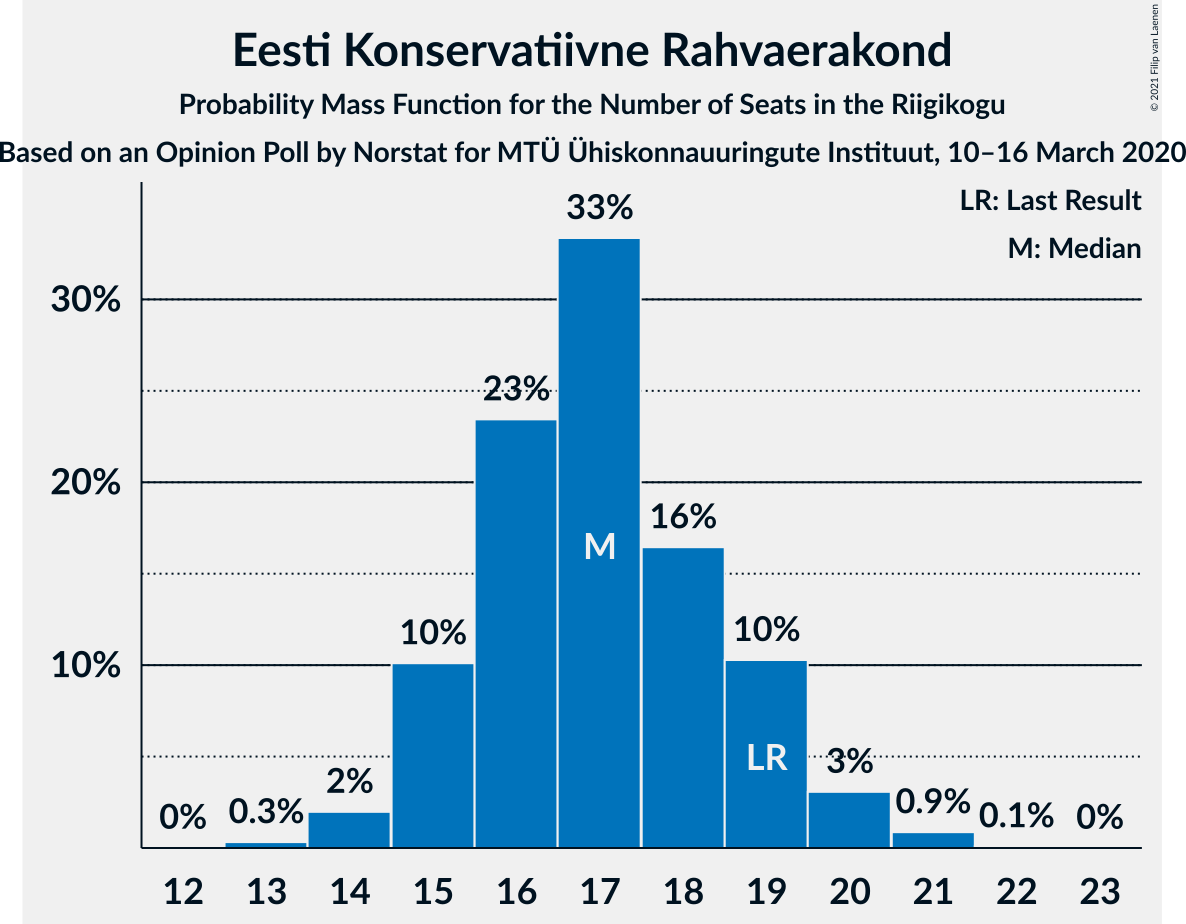 Eesti Konservatiivne Rahvaerakond
Probability Mass Function for the Number of Seats in the Riigikogu
Based on an Opinion Poll by Norstat for MTÜ Ühiskonnauuringute Instituut, 10–16 March 2020
© 2021 Filip van Laenen
LR: Last Result
M: Median
30%
20%
10%
0%
0.3%
2%
10%
23%
33%
16%
10%
3%
0.9%
0.1%
0%
M
LR
12 13 14 15 16 17 18 19 20 21 22 23